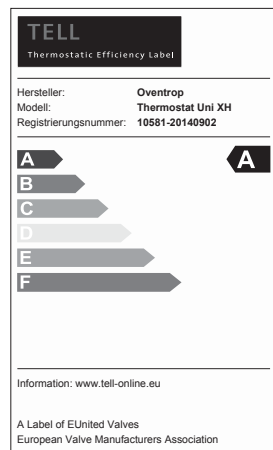 TELL
Thermostatic Efficiency Label
Hersteller: Oventrop
Modell: Thermostat Uni XH
Registrierungsnummer: 10581-20140902
A A
B
C
D
E
F
Information: www.tell-online.eu
A Label of EUnited Valves
European Valve Manufacturers Association